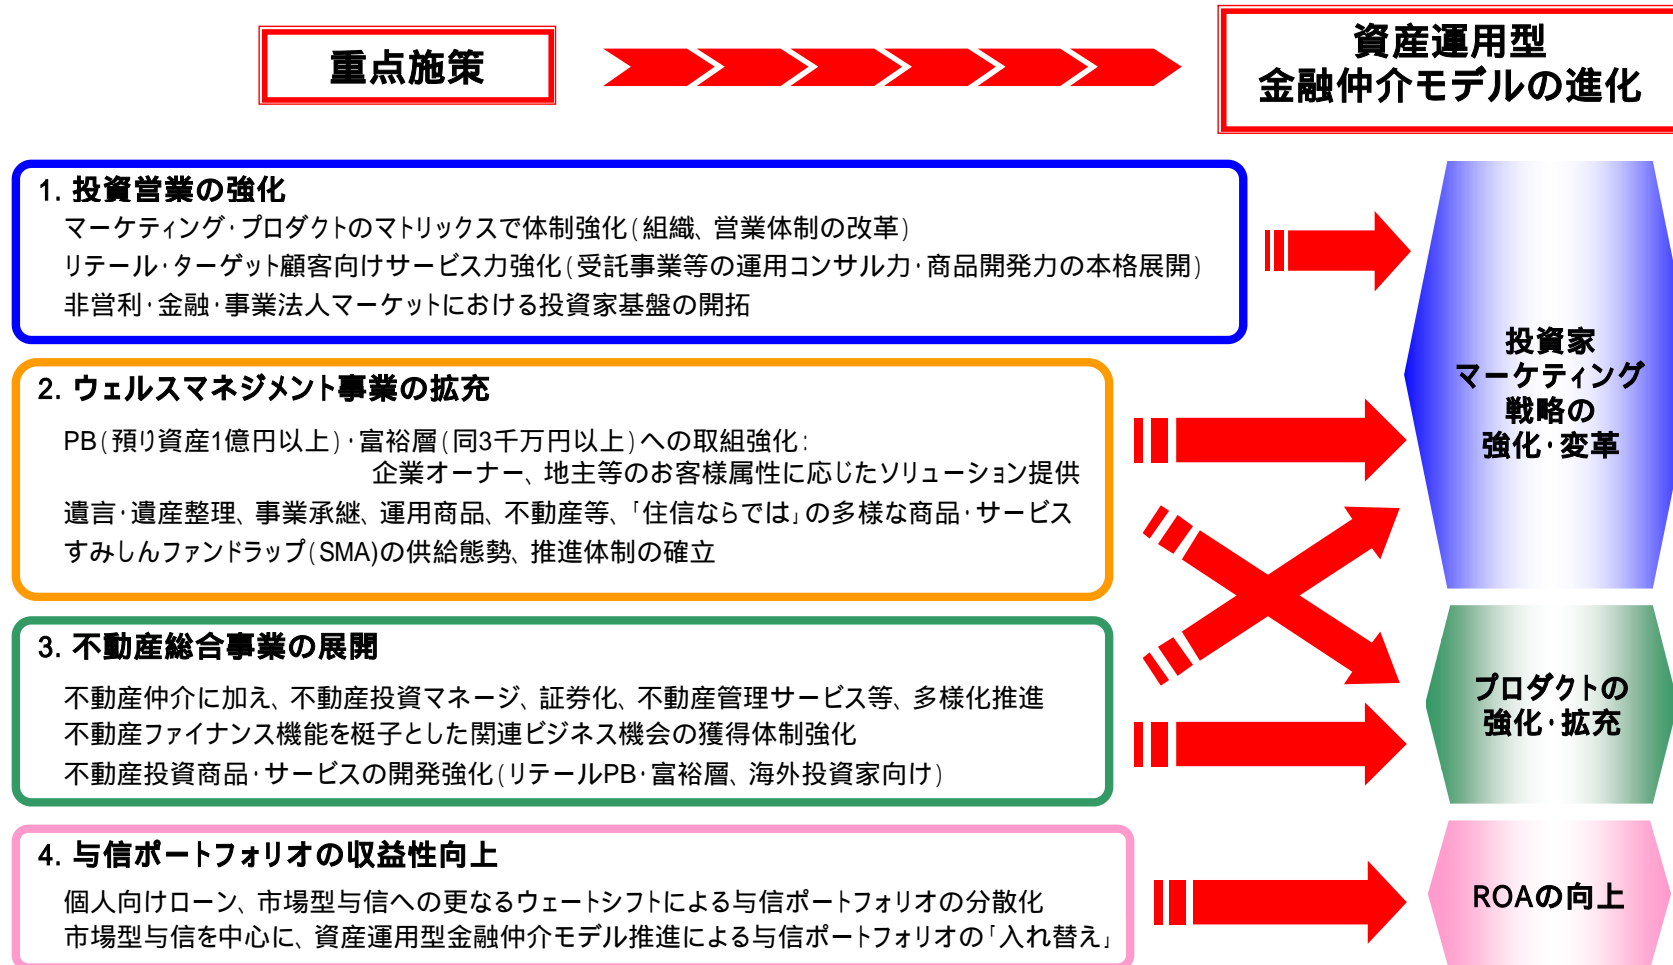 重点施策
資産運用型
金融仲介モデルの進化
1. 投資営業の強化
マーケティング・プロダクトのマトリックスで体制強化(組織、営業体制の改革)
リテール・ターゲット顧客向けサービス力強化(受託事業等の運用コンサル力・商品開発力の本格展開)
非営利・金融・事業法人マーケットにおける投資家基盤の開拓
2. ウェルスマネジメント事業の拡充
PB(預り資産1億円以上)・富裕層(同3千万円以上)への取組強化:
企業オーナー、地主等のお客様属性に応じたソリューション提供
遺言・遺産整理、事業承継、運用商品、不動産等、「住信ならでは」の多様な商品・サービス
すみしんファンドラップ(SMA)の供給態勢、推進体制の確立
3. 不動産総合事業の展開
不動産仲介に加え、不動産投資マネージ、証券化、不動産管理サービス等、多様化推進
不動産ファイナンス機能を梃子とした関連ビジネス機会の獲得体制強化
不動産投資商品・サービスの開発強化(リテールPB・富裕層、海外投資家向け)
4. 与信ポートフォリオの収益性向上
個人向けローン、市場型与信への更なるウェートシフトによる与信ポートフォリオの分散化
市場型与信を中心に、資産運用型金融仲介モデル推進による与信ポートフォリオの「入れ替え」
投資家
マーケティング
戦略の
強化・変革
プロダクトの
強化・拡充
ROAの向上